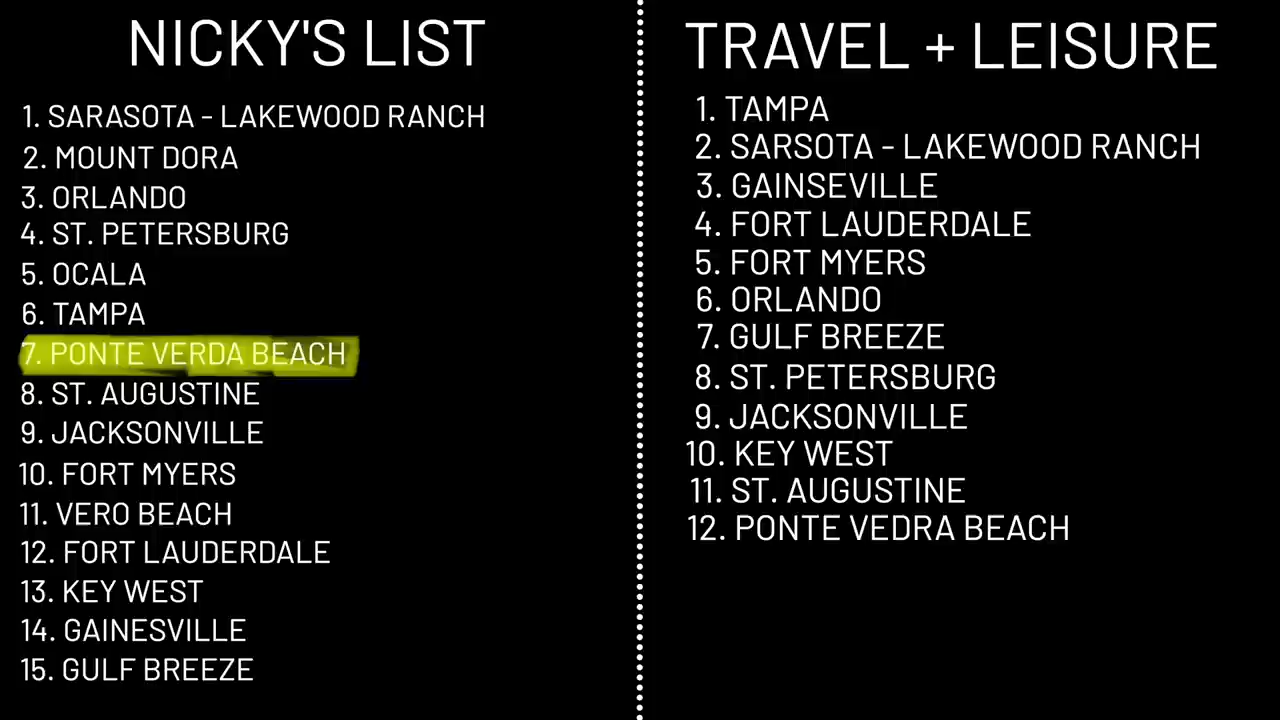 NICKY'S LIST
1. SARASOTA - LAKEWOOD RANCH
2. MOUNT DORA
3. ORLANDO
4. ST. PETERSBURG
5. OCALA
6. TAMPA
7. PONTE VERDA BEACH
8. ST. AUGUSTINE
9. JACKSONVILLE
10. FORT MYERS
11. VERO BEACH
12. FORT LAUDERDALE
13. KEY WEST
14. GAINESVILLE
15. GULF BREEZE
TRAVEL + LEISURE
1. TAMPA
2. SARSOTA - LAKEWOOD RANCH
3. GAINSEVILLE
4. FORT LAUDERDALE
5. FORT MYERS
6. ORLANDO
7. GULF BREEZE
8. ST. PETERSBURG
9. JACKSONVILLE
10. KEY WEST
11. ST. AUGUSTINE
12. PONTE VEDRA BEACH